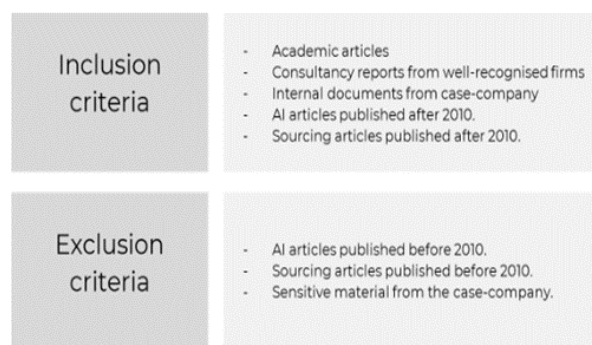 Inclusion
criteria
- Academic articles
- Consultancy reports from well-recognised firms
- Internal documents from case-company
- AI articles published after 2010.
- Sourcing articles published after 2010.
Exclusion
criteria
- AI articles published before 2010.
- Sourcing articles published before 2010.
- Sensitive material from the case-company.